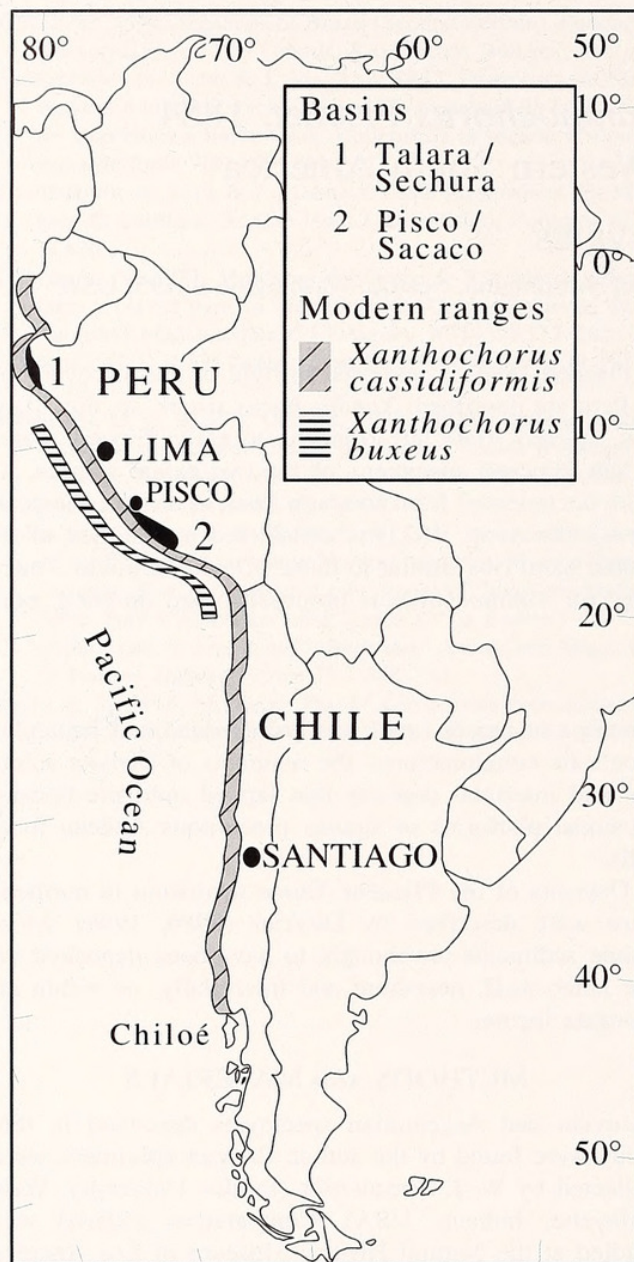 80°
70°
60°
50°
10°
Basins
1 Talara /
Sechura
2 Pisco /
Sacaco
0°
Modern ranges
Xanthochorus
cassidiformis
Xanthochorus
buxeus
1
PERU
10°
LIMA
PISCO
2
20°
Pacific Ocean
CHILE
30°
SANTIAGO
40°
Chiloé
50°